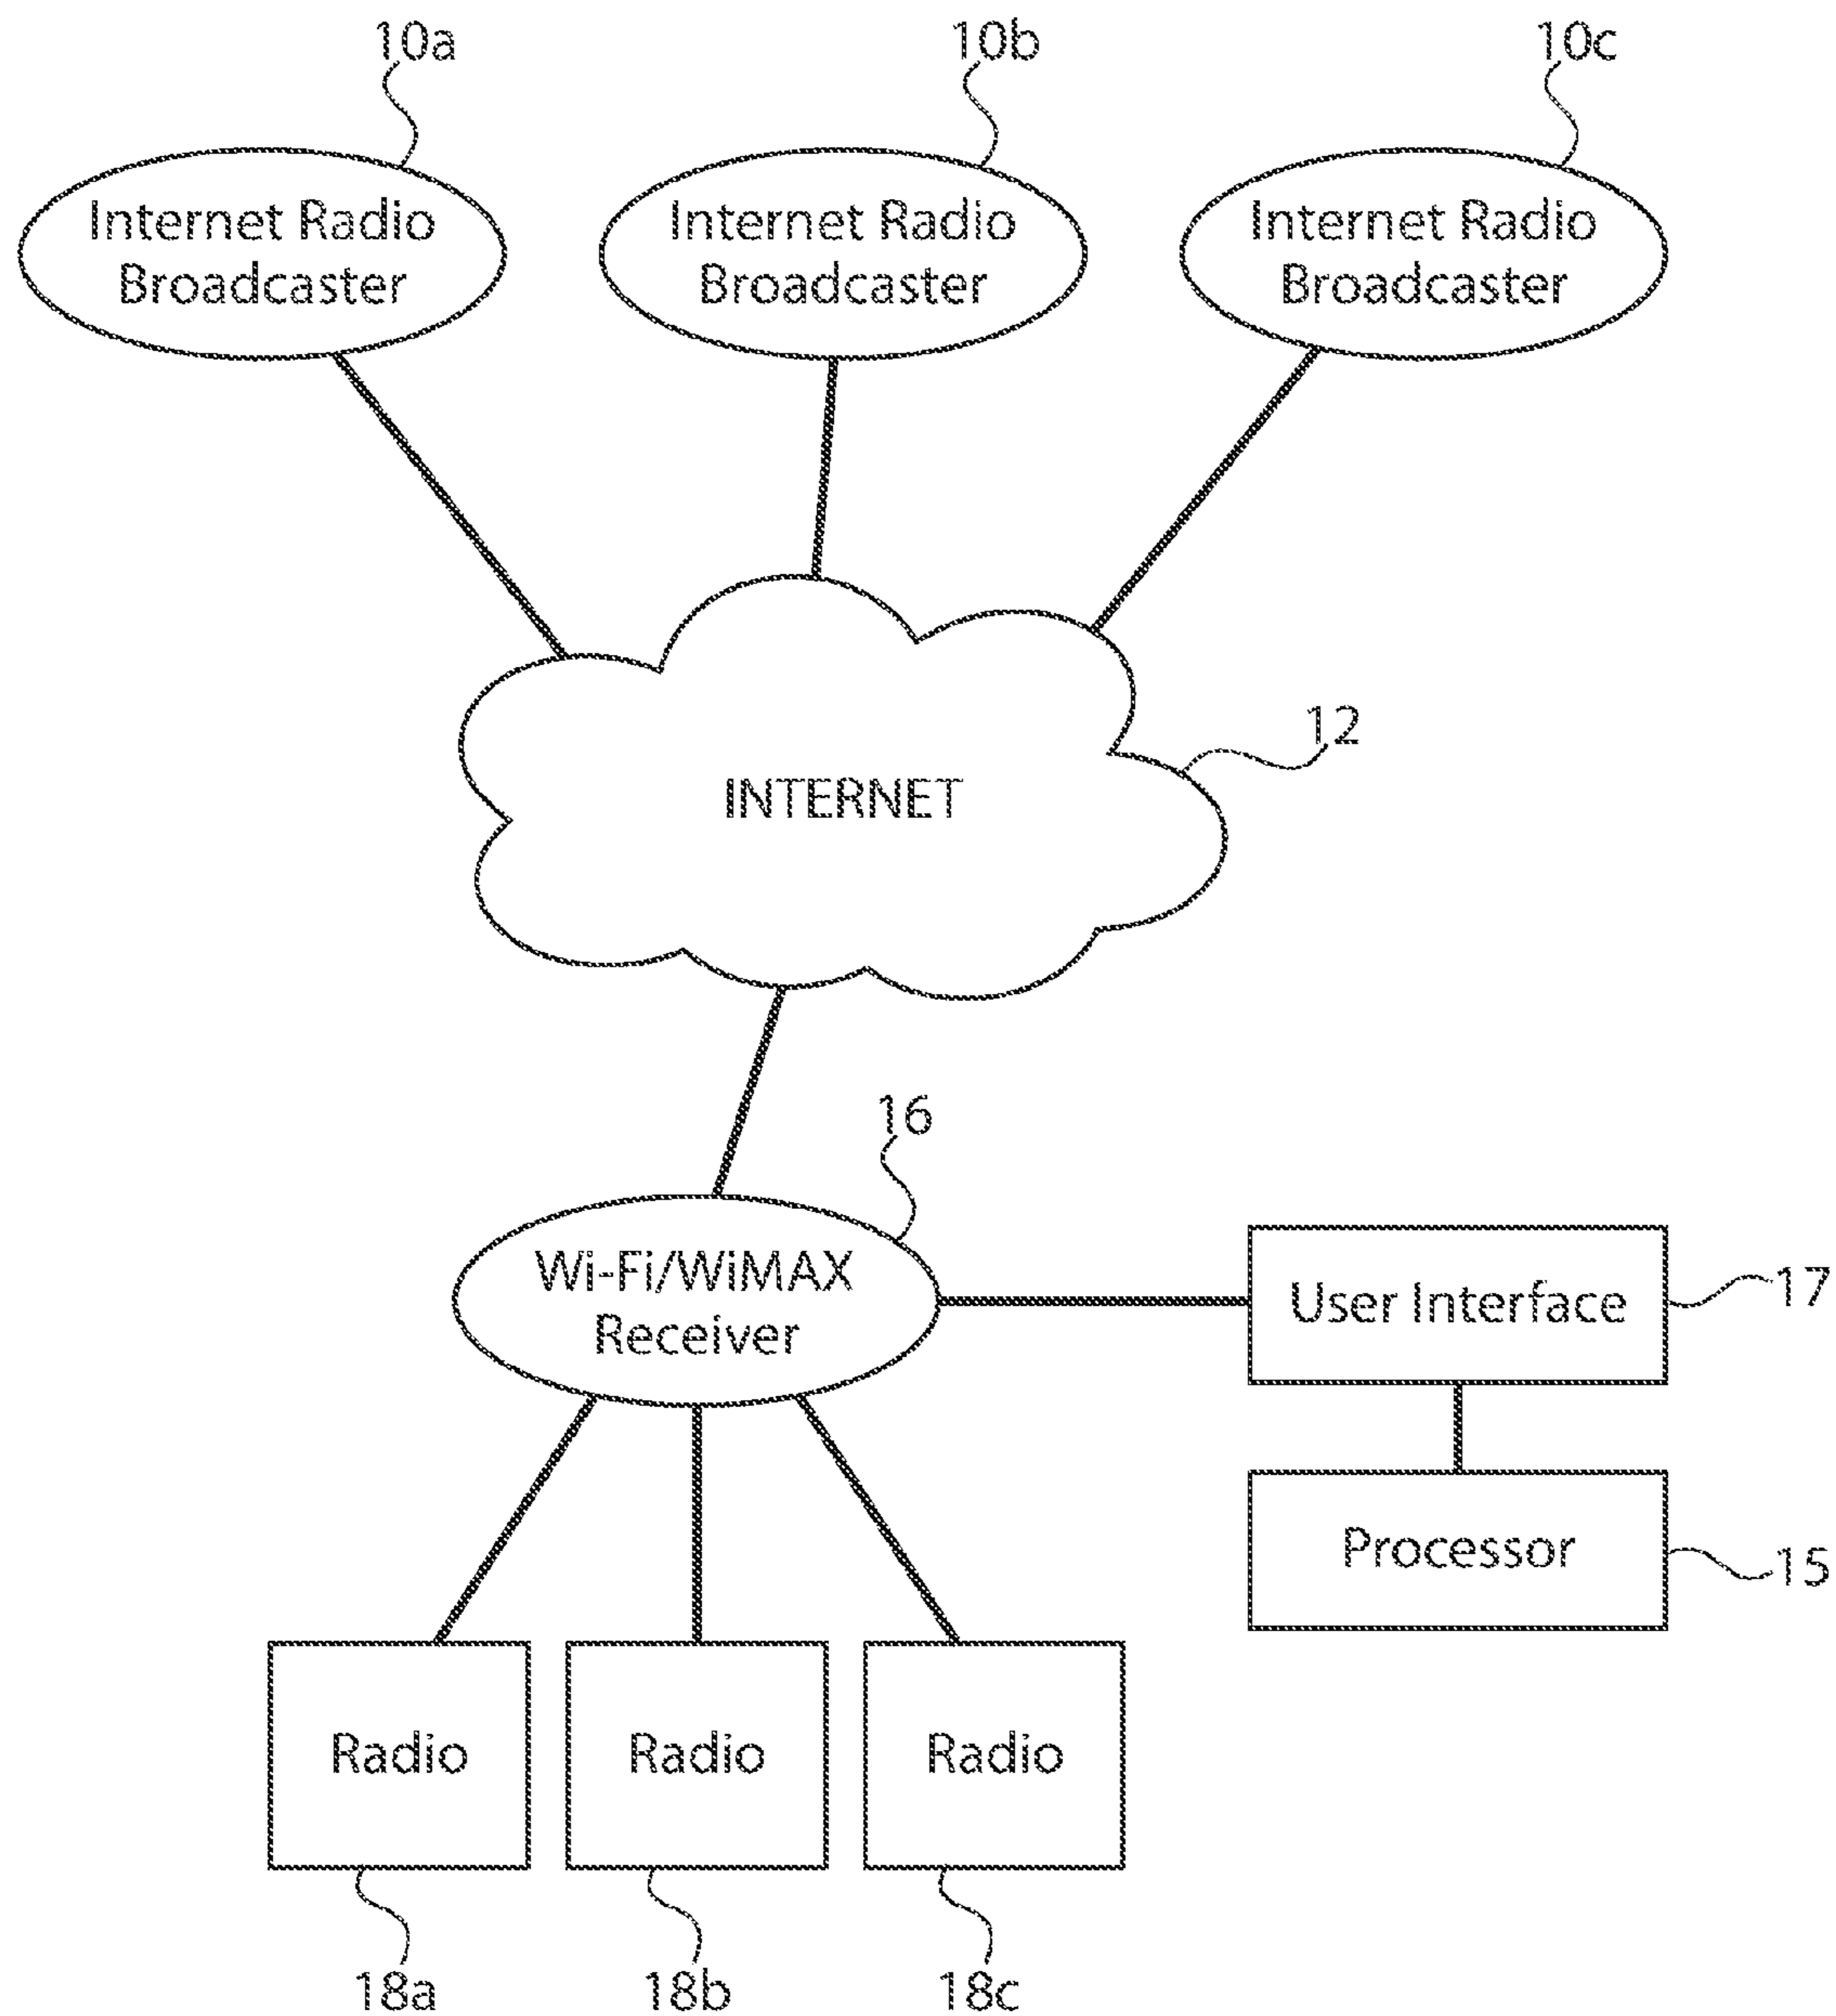 10a
10b
10c
Internet Radio
Broadcaster
Internet Radio
Broadcaster
Internet Radio
Broadcaster
12
INTERNET
16
Wi-Fi/WiMAX
Receiver
User Interface
17
Processor
15
Radio
Radio
Radio
18a
18b
18c